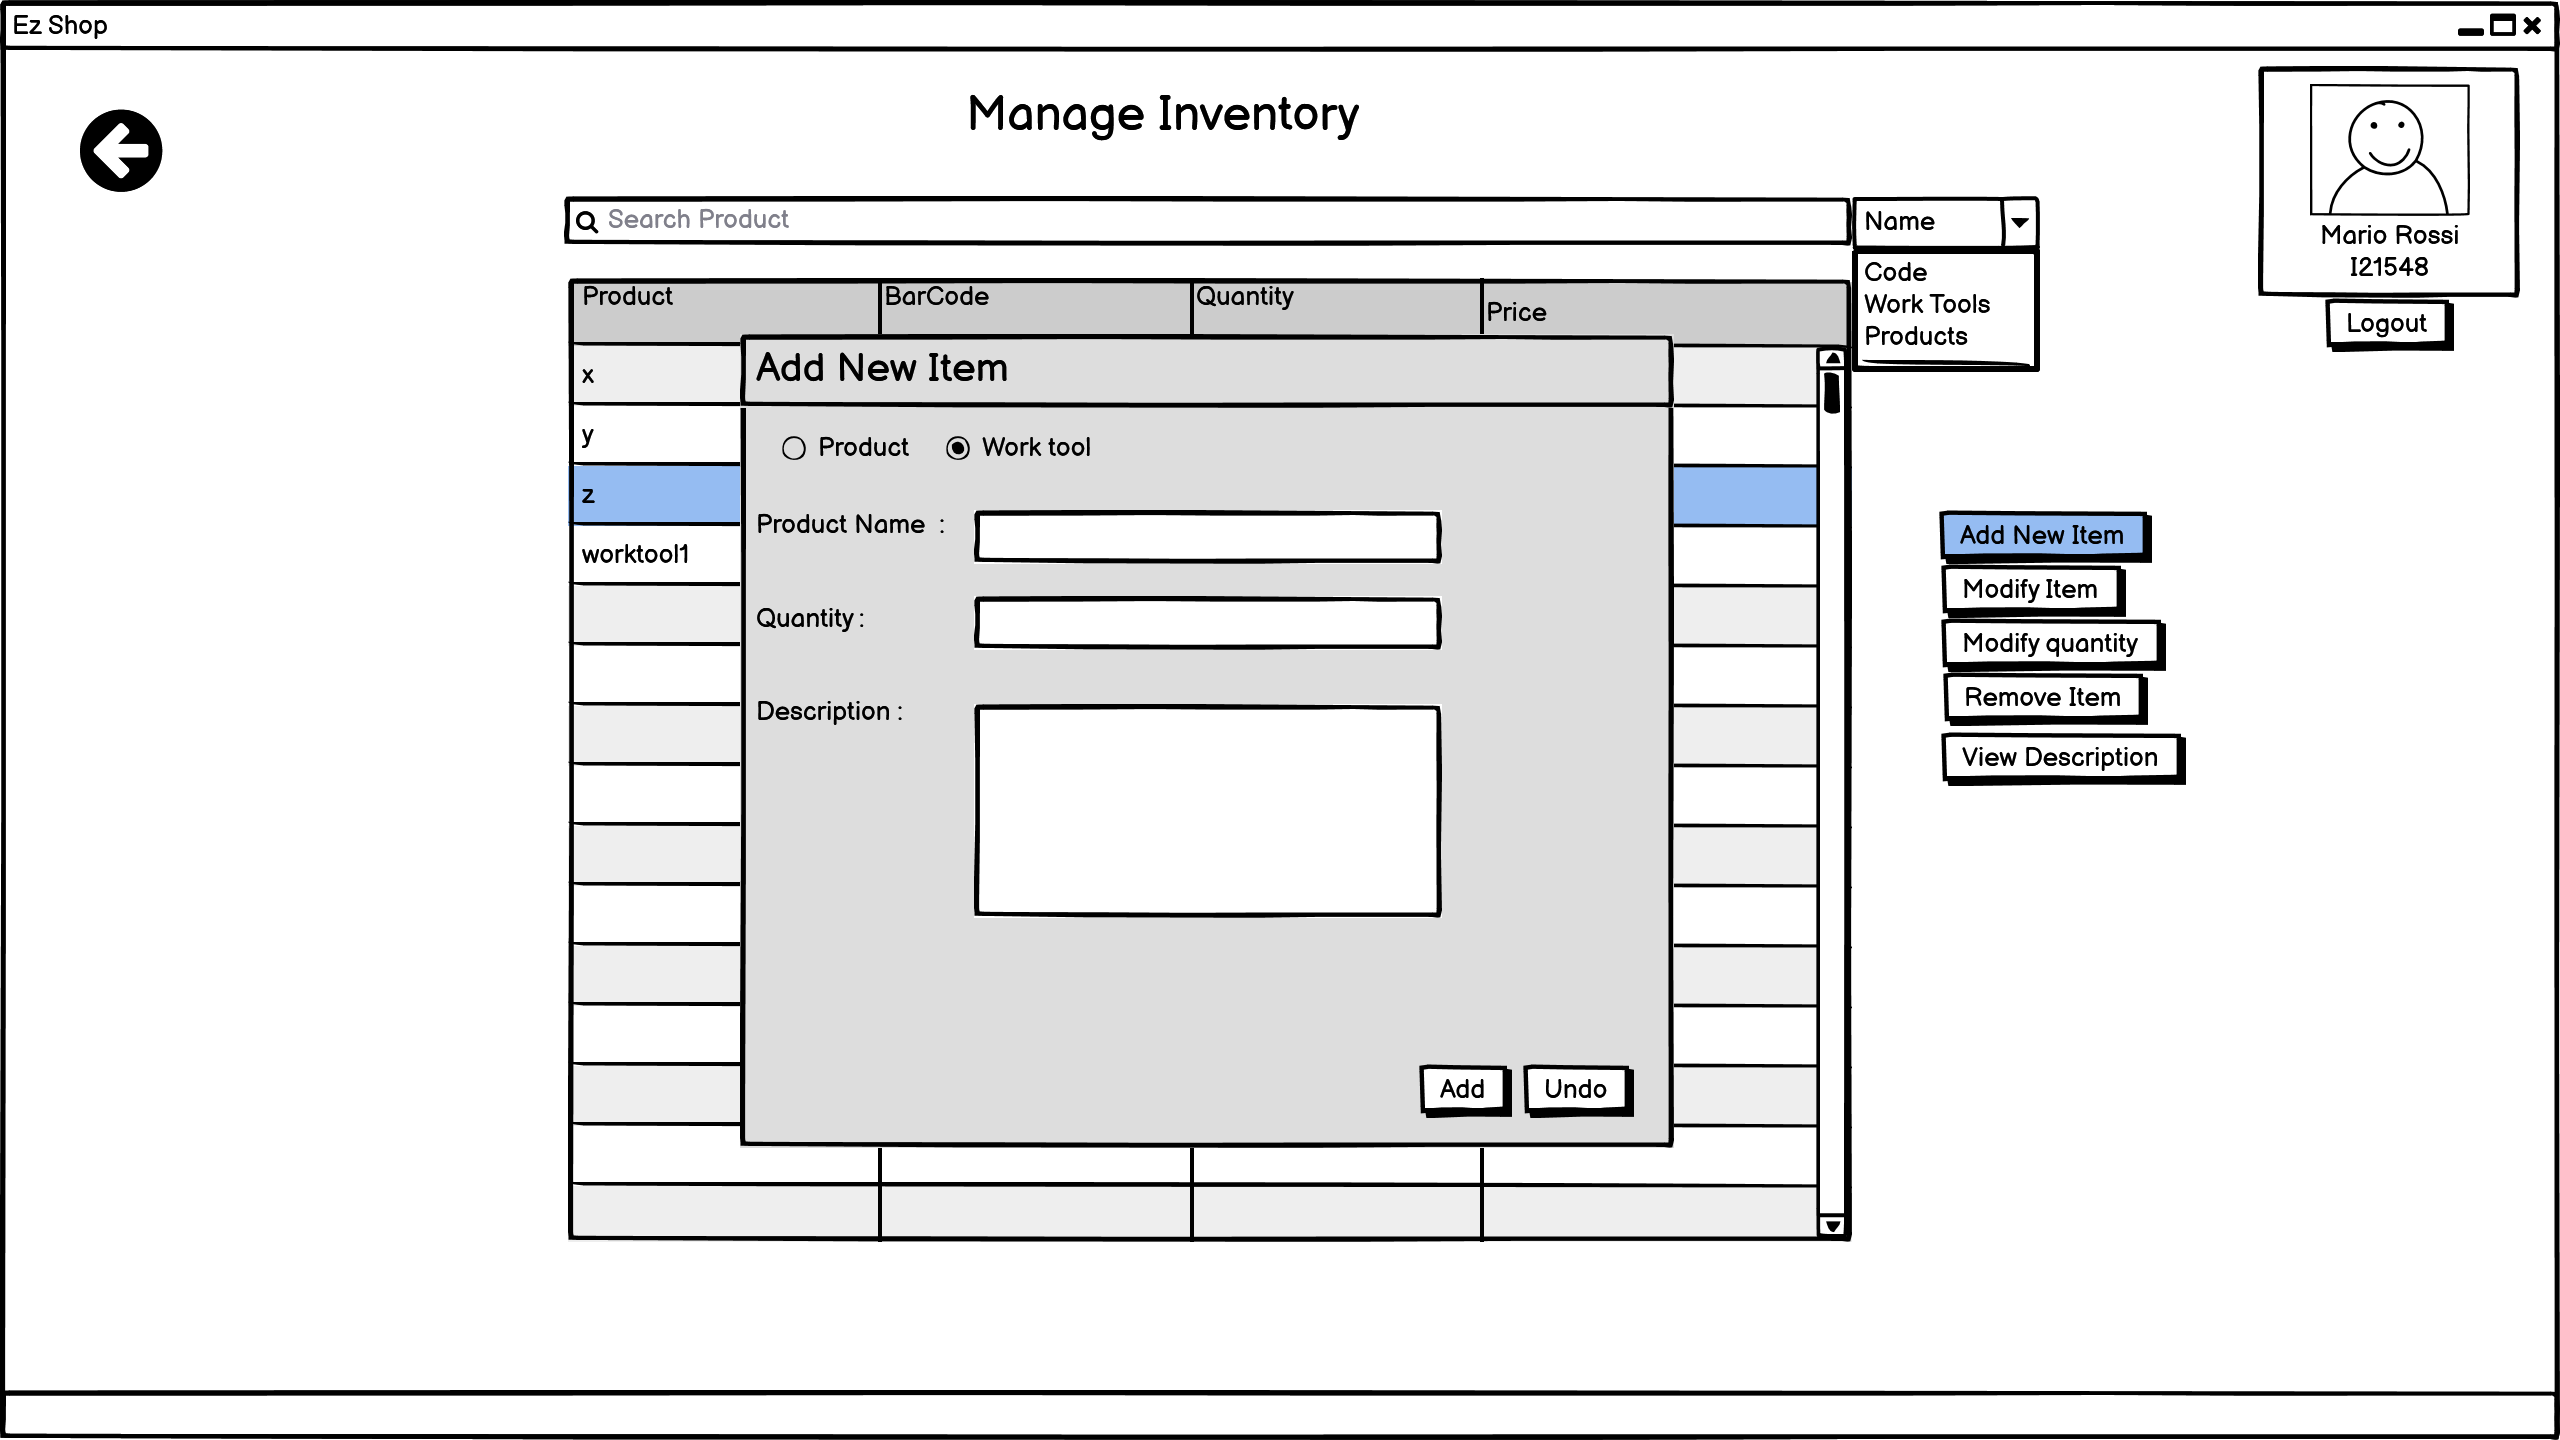 Ez Shop
Manage Inventory
Mario Rossi
I21548
Logout
Search Product
Name
Code
Work Tools
Products
Product
BarCode
Quantity
Price
x
y
z
worktool1
Add New Item
Product
Work tool
Product Name :
Quantity :
Description :
Add
Undo
Add New Item
Modify Item
Modify quantity
Remove Item
View Description